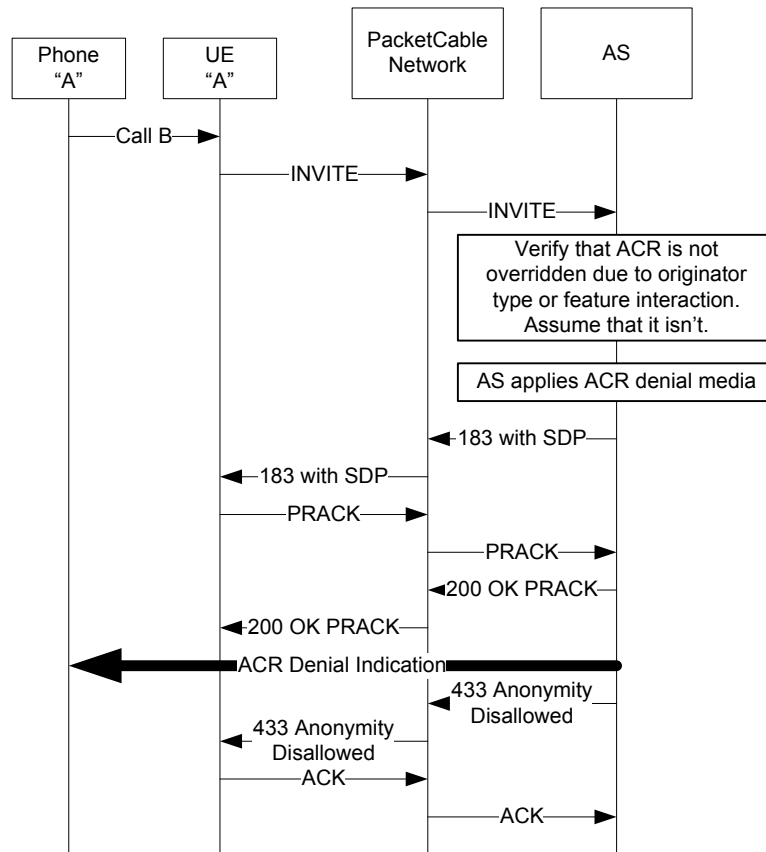 Phone
“A”
UE
“A”
PacketCable
Network
AS
Call B
INVITE
INVITE
Verify that ACR is not
overridden due to originator
type or feature interaction.
Assume that it isn’t.
AS applies ACR denial media
183 with SDP
183 with SDP
PRACK
PRACK
200 OK PRACK
200 OK PRACK
ACR Denial Indication
433 Anonymity
Disallowed
433 Anonymity
Disallowed
ACK
ACK